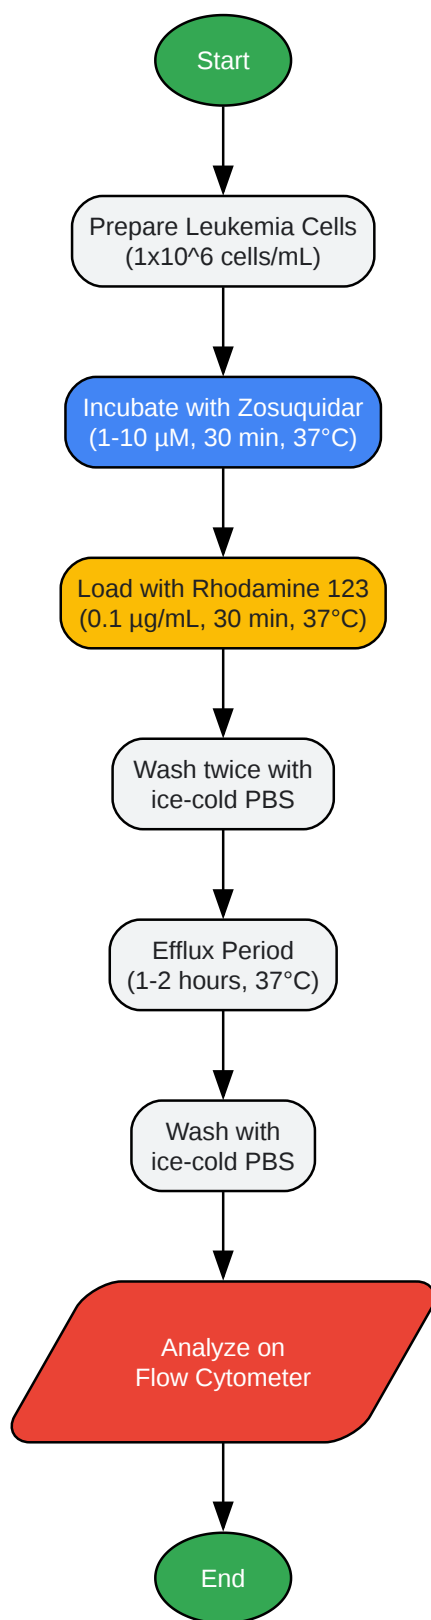 Start
Prepare Leukemia Cells
(1x10^6 cells/mL)
Incubate with Zosuquidar
(1-10 µM, 30 min, 37°C)
Load with Rhodamine 123
(0.1 µg/mL, 30 min, 37°C)
Wash twice with
ice-cold PBS
Efflux Period
(1-2 hours, 37°C)
Wash with
ice-cold PBS
Analyze on
Flow Cytometer
End